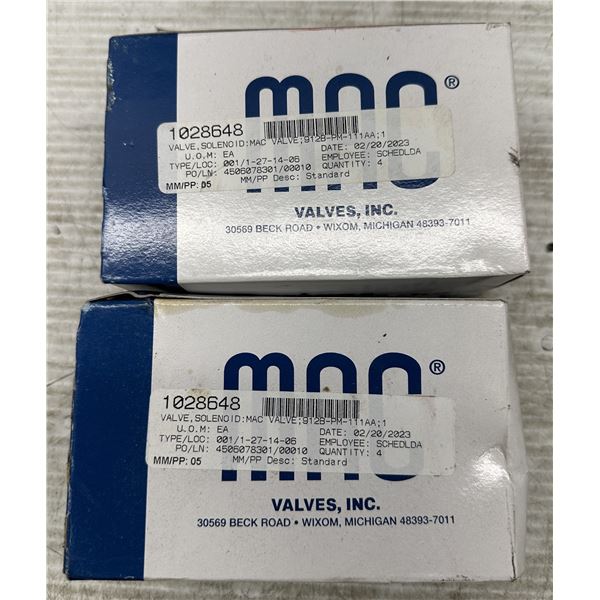 mac®
1028648
VALVE,SOLENOID:MAC VALVE;912B-PM-111AA;1
U.O.M: EA DATE: 02/20/2023
TYPE/LOC: 001/1-27-14-06 EMPLOYEE: SCHEDLDA
PO/LN: 4506078301/00010 QUANTITY: 4
MM/PP: 05 MM/PP Desc: Standard
VALVES, INC.
30569 BECK ROAD • WIXOM, MICHIGAN 48393-7011
mac®
1028648
VALVE,SOLENOID:MAC VALVE;912B-PM-111AA;1
U.O.M: EA DATE: 02/20/2023
TYPE/LOC: 001/1-27-14-06 EMPLOYEE: SCHEDLDA
PO/LN: 4506078301/00010 QUANTITY: 4
MM/PP: 05 MM/PP Desc: Standard
VALVES, INC.
30569 BECK ROAD • WIXOM, MICHIGAN 48393-7011